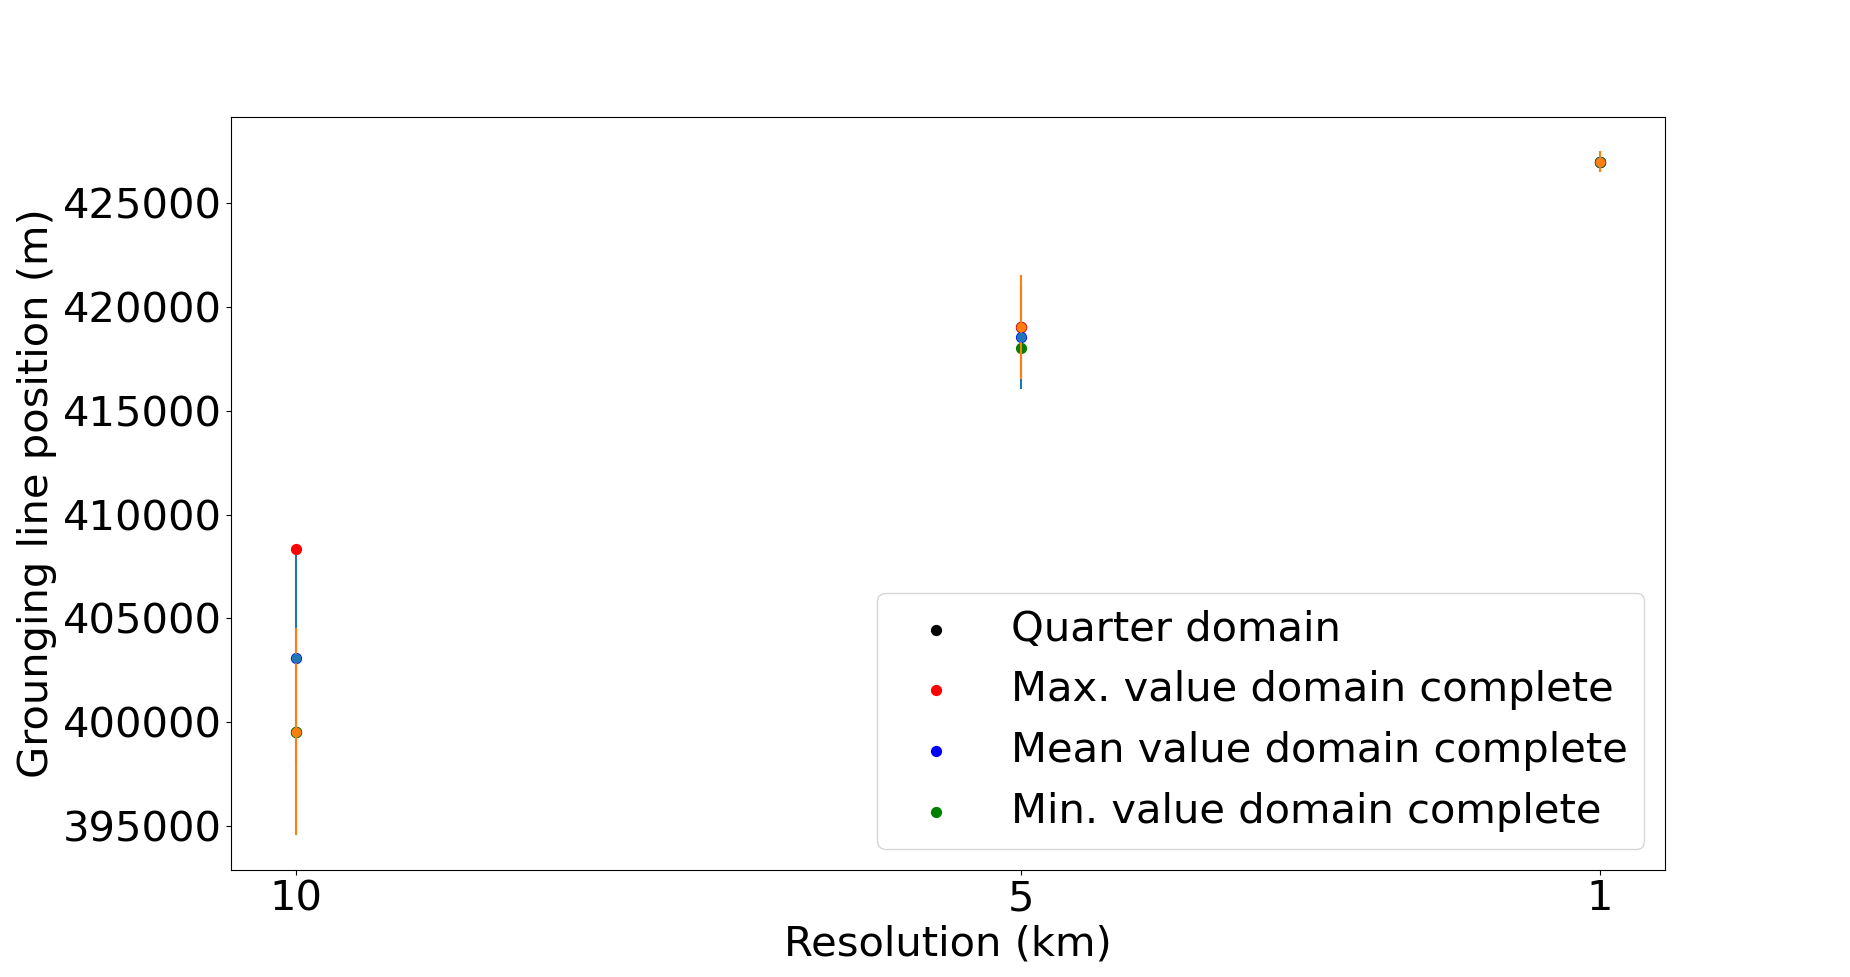 Grounging line position (m)
425000
420000
415000
410000
405000
400000
395000
10
5
1
Resolution (km)
Quarter domain
Max. value domain complete
Mean value domain complete
Min. value domain complete